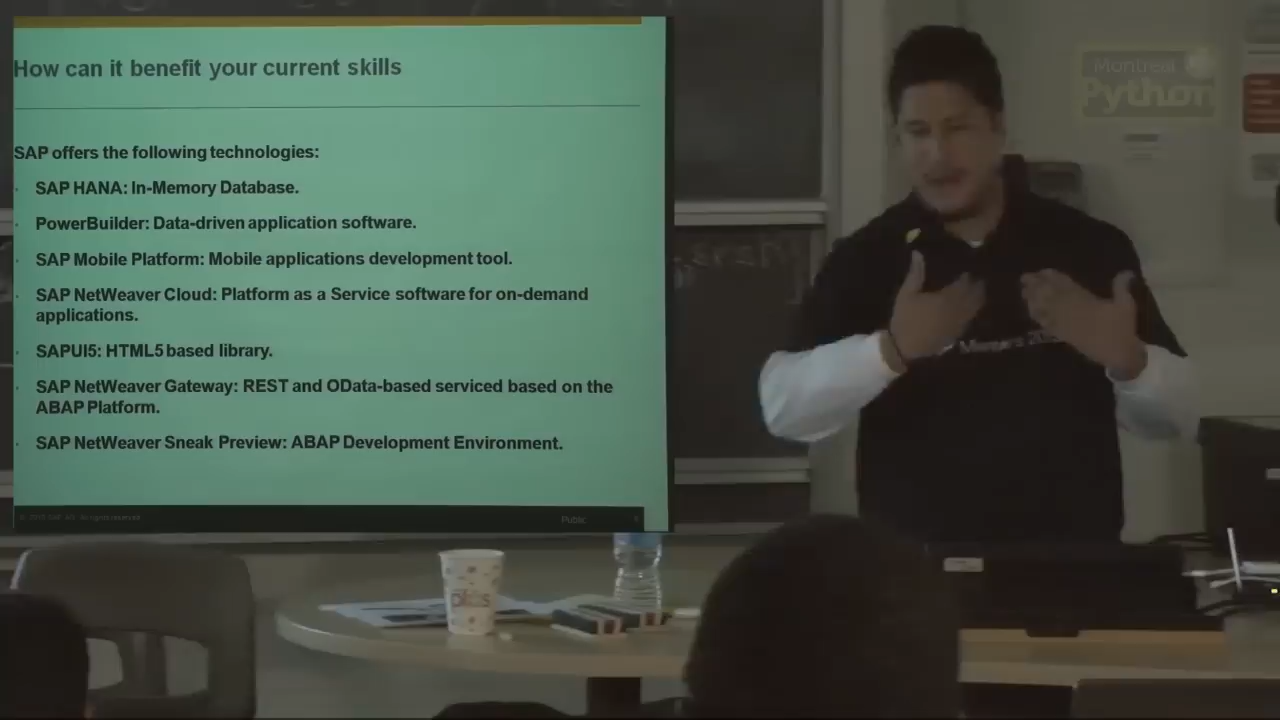 How can it benefit your current skills
Montreal
Python
SAP offers the following technologies:
SAP HANA: In-Memory Database.
PowerBuilder: Data-driven application software.
SAP Mobile Platform: Mobile applications development tool.
SAP NetWeaver Cloud: Platform as a Service software for on-demand
applications.
SAPUI5: HTML5 based library.
SAP NetWeaver Gateway: REST and OData-based serviced based on the
ABAP Platform.
SAP NetWeaver Sneak Preview: ABAP Development Environment.
Public